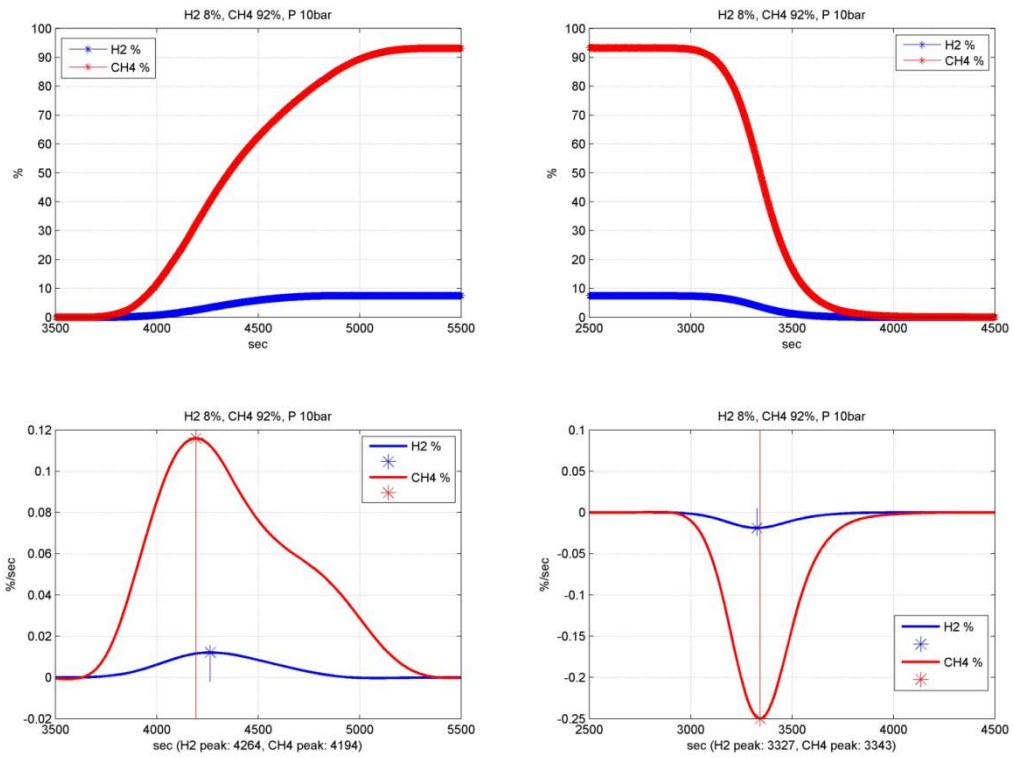 H2 8%, CH4 92%, P 10bar
100
90
80
70
60
50
40
30
20
10
0
%
H2 %
CH4 %
3500 4000 4500 5000 5500
sec
H2 8%, CH4 92%, P 10bar
100
90
80
70
60
50
40
30
20
10
0
%
H2 %
CH4 %
2500 3000 3500 4000 4500
sec
H2 8%, CH4 92%, P 10bar
0.12
0.1
0.08
0.06
0.04
0.02
0
-0.02
%/sec
H2 %
CH4 %
3500 4000 4500 5000 5500
sec (H2 peak: 4264, CH4 peak: 4194)
H2 8%, CH4 92%, P 10bar
0.1
0.05
0
-0.05
-0.1
-0.15
-0.2
-0.25
%/sec
H2 %
CH4 %
2500 3000 3500 4000 4500
sec (H2 peak: 3327, CH4 peak: 3343)